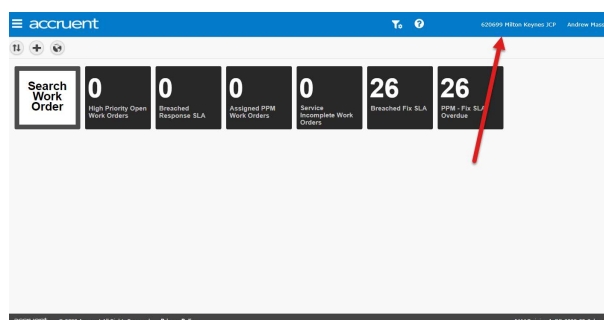 accruent
620699 Milton Keynes JCP Andrew Mass
Search
Work
Order
0
High Priority Open
Work Orders
0
Breached
Response SLA
0
Assigned PPM
Work Orders
0
Service
Incomplete Work
Orders
26
Breached Fix SLA
26
PPM - Fix SLA
Overdue